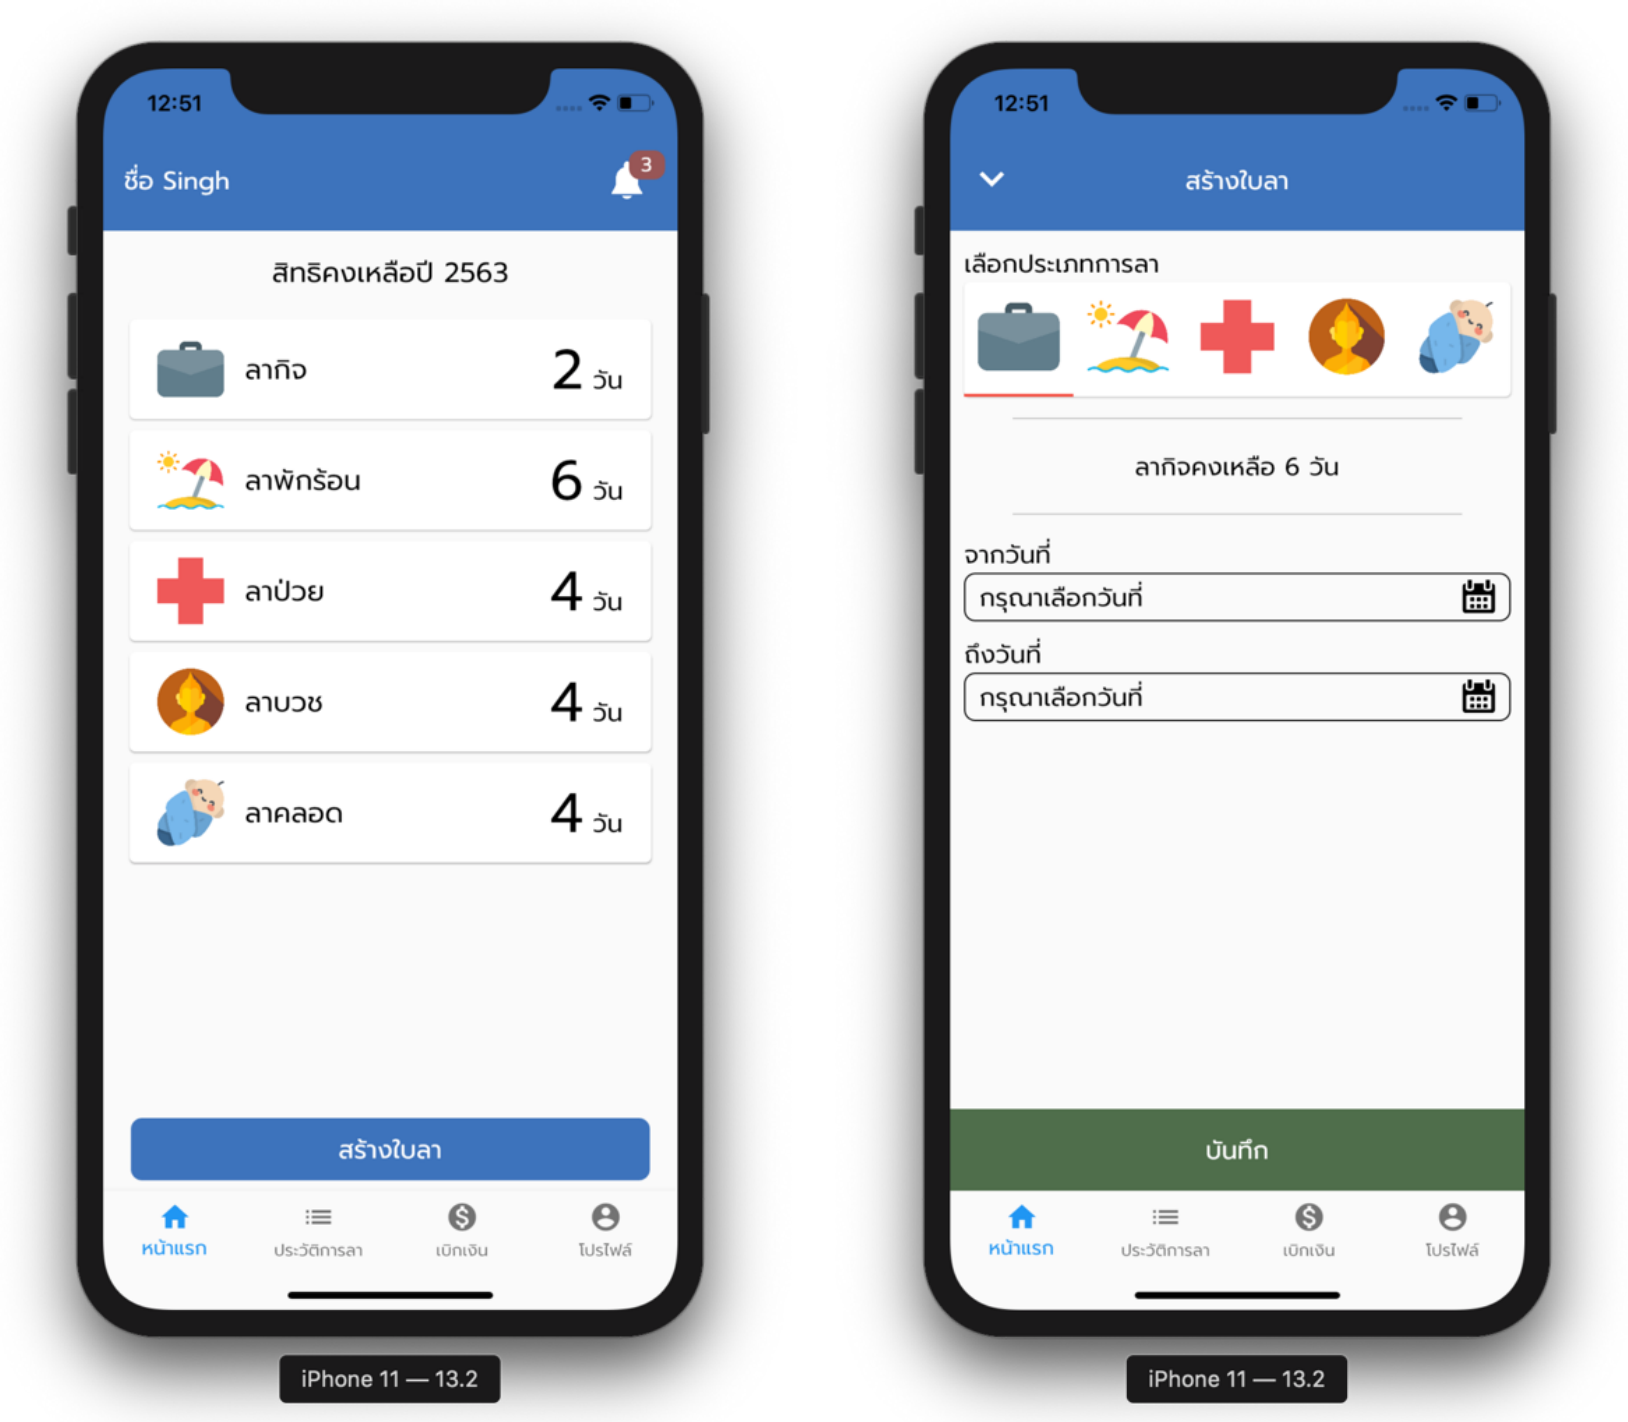 12:51
ชื่อ Singh
3
สิทธิคงเหลือปี 2563
ลากิจ
2 วัน
ลาพักร้อน
6 วัน
ลาป่วย
4 วัน
ลาบวช
4 วัน
ลาคลอด
4 วัน
สร้างใบลา
หน้าแรก
ประวัติการลา
เบิกเงิน
โปรไฟล์
iPhone 11 — 13.2
12:51
สร้างใบลา
เลือกประเภทการลา
ลากิจคงเหลือ 6 วัน
จากวันที่
กรุณาเลือกวันที่
ถึงวันที่
กรุณาเลือกวันที่
บันทึก
หน้าแรก
ประวัติการลา
เบิกเงิน
โปรไฟล์
iPhone 11 — 13.2